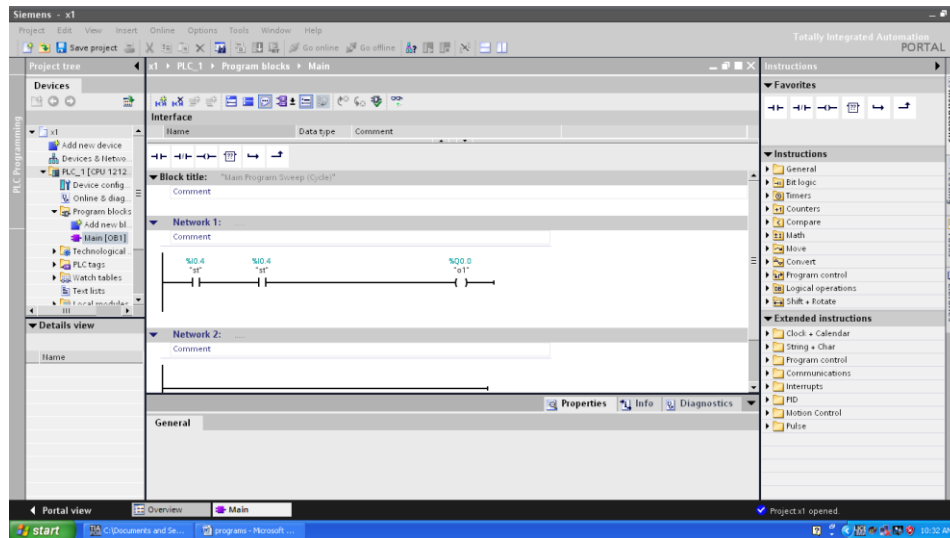 Siemens - x1
Project Edit View Insert Online Options Tools Window Help
Totally Integrated Automation
PORTAL
Save project
Go online
Go offline
Project tree
x1 ▸ PLC_1 ▸ Program blocks ▸ Main
Instructions
Devices
PLC Programming
x1
Add new device
Devices & Netwo...
PLC_1 [CPU 1212...
Device config...
Online & diag...
Program blocks
Add new bl...
Main [OB1]
Technological...
PLC tags
Watch tables
Text lists
Local modules
Details view
Name
Interface
Name Data type Comment
Block title: "Main Program Sweep (Cycle)"
Comment
Network 1: ....
Comment
%I0.4 %I0.4 %Q0.0
"st" "st" "o1"
Network 2: ....
Comment
Properties Info Diagnostics
General
Favorites
Instructions
General
Bit logic
Timers
Counters
Compare
Math
Move
Convert
Program control
Logical operations
Shift + Rotate
Extended instructions
Clock + Calendar
String + Char
Program control
Communications
Interrupts
PID
Motion Control
Pulse
Portal view
Overview
Main
Project x1 opened.
start
C:\Documents and Se...
programs - Microsoft ...
10:32 AM